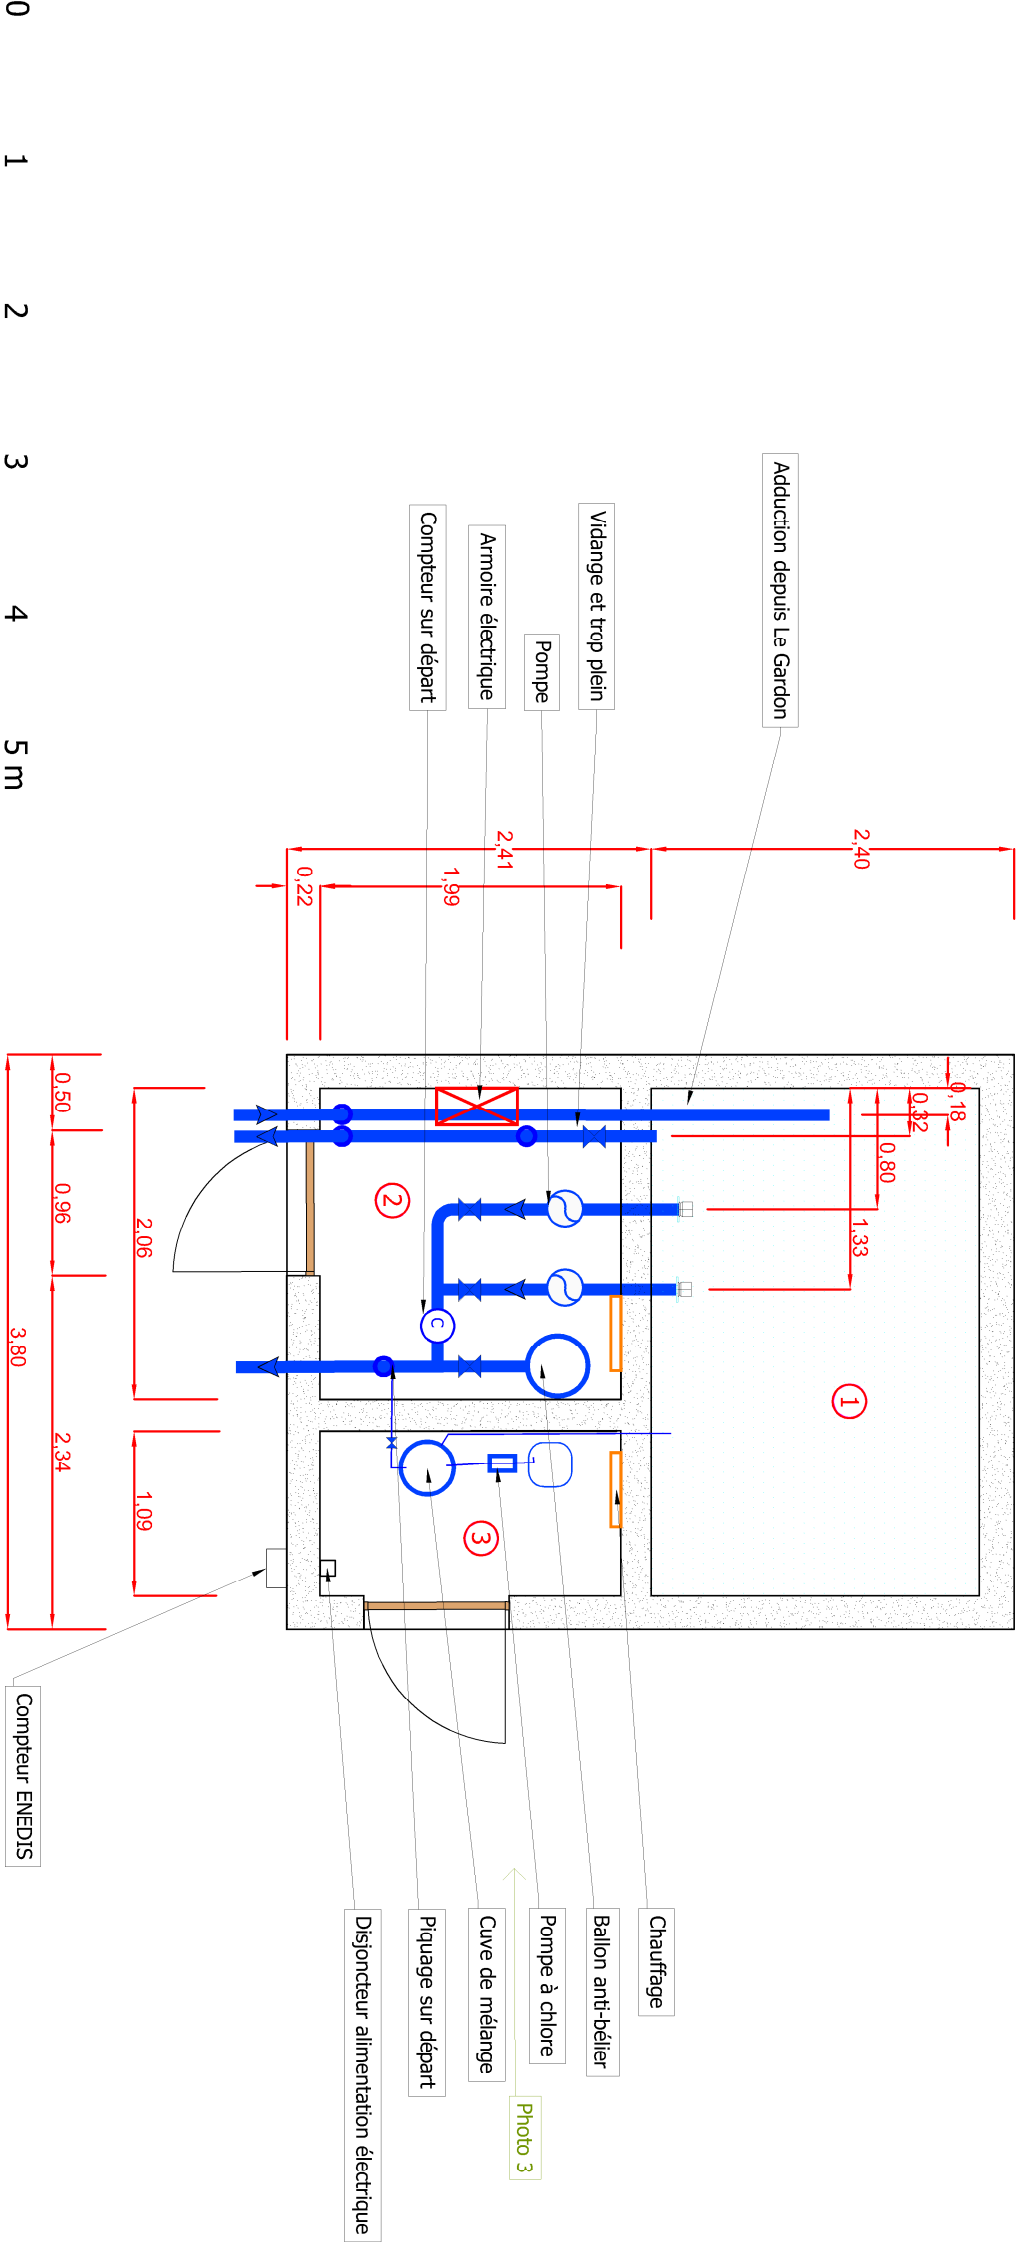 0
1
2
3
4
5 m
Adduction depuis Le Gardon
Vidange et trop plein
Pompe
Armoire électrique
Compteur sur départ
2,40
2,41
1,99
0,22
0,18
0,32
0,80
1,33
1
2
C
3
0,50
0,96
2,34
2,06
1,09
3,80
Chauffage
Ballon anti-bélier
Pompe à chlore
Photo 3
Cuve de mélange
Piquage sur départ
Disjoncteur alimentation électrique
Compteur ENEDIS